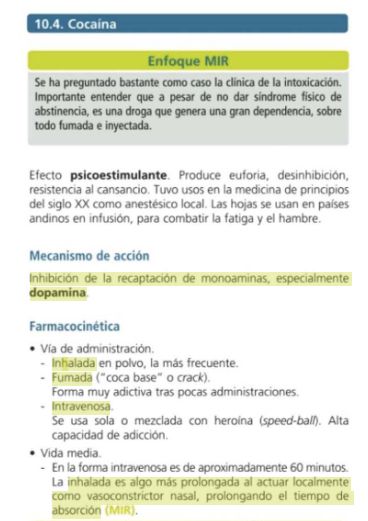 10.4. Cocaína
Enfoque MIR
Se ha preguntado bastante como caso la clínica de la intoxicación.
Importante entender que a pesar de no dar síndrome físico de
abstinencia, es una droga que genera una gran dependencia, sobre
todo fumada e inyectada.
Efecto psicoestimulante. Produce euforia, desinhibición,
resistencia al cansancio. Tuvo usos en la medicina de principios
del siglo XX como anestésico local. Las hojas se usan en países
andinos en infusión, para combatir la fatiga y el hambre.
Mecanismo de acción
Inhibición de la recaptación de monoaminas, especialmente
dopamina.
Farmacocinética
• Vía de administración.
- Inhalada en polvo, la más frecuente.
- Fumada ("coca base" o crack).
Forma muy adictiva tras pocas administraciones.
- Intravenosa.
Se usa sola o mezclada con heroína (speed-ball). Alta
capacidad de adicción.
• Vida media.
- En la forma intravenosa es de aproximadamente 60 minutos.
La inhalada es algo más prolongada al actuar localmente
como vasoconstrictor nasal, prolongando el tiempo de
absorción (MIR).